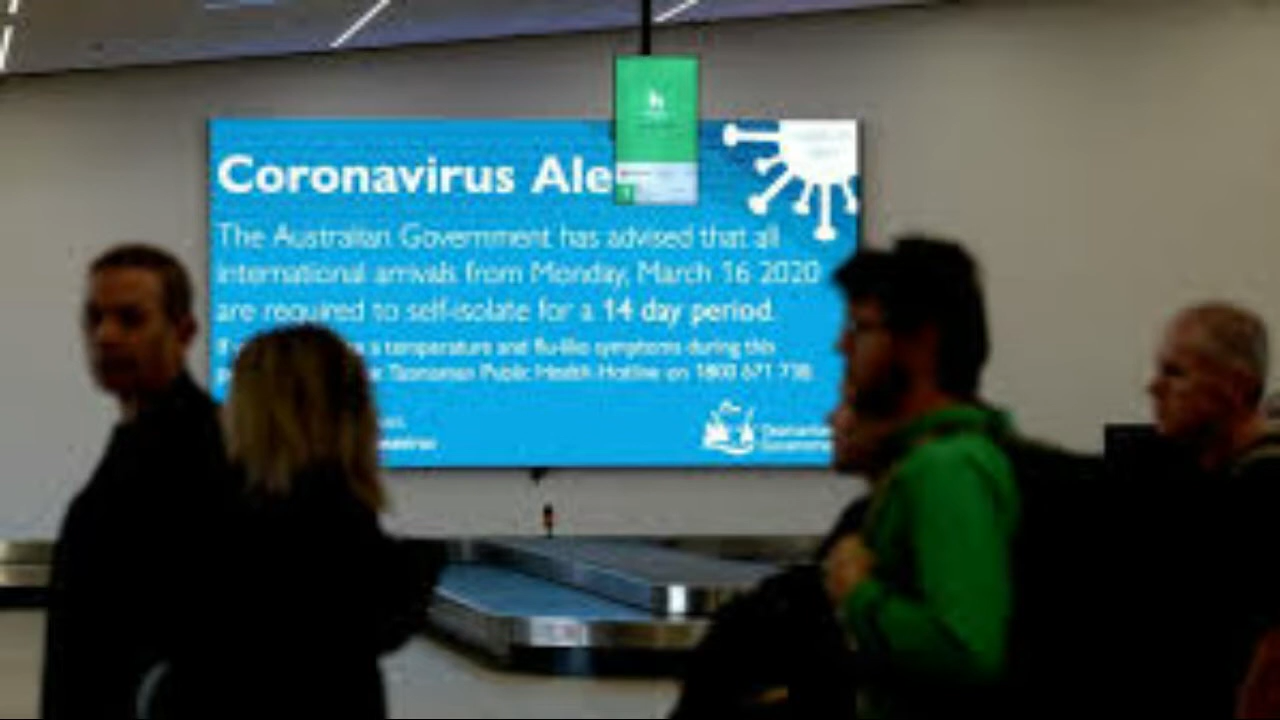 Coronavirus Ale
The Australian Government has advised that all
international arrivals from Monday, March 16 2020
are required to self-isolate for a 14 day period.
a temperature and flu-like symptoms during this
Tasmanian Public Health Hotline on 1800 671 738.
Tasmanian
Government